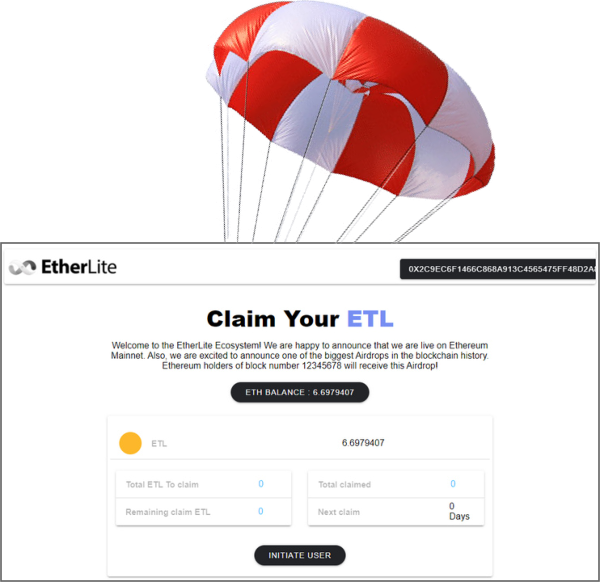 EtherLite
0X2C9EC6F1466C868A913C4565475FF48D2A
Claim Your ETL
Welcome to the EtherLite Ecosystem! We are happy to announce that we are live on Ethereum
Mainnet. Also, we are excited to announce one of the biggest Airdrops in the blockchain history.
Ethereum holders of block number 12345678 will receive this Airdrop!
ETH BALANCE : 6.6979407
ETL 6.6979407
Total ETL To claim 0
Total claimed 0
Remaining claim ETL 0
Next claim 0
Days
INITIATE USER